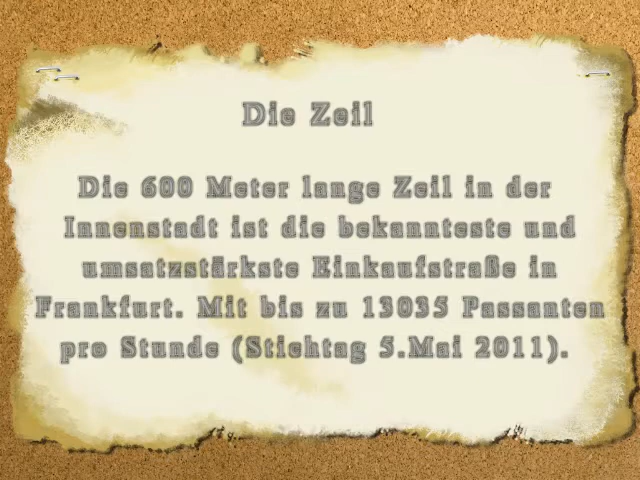 Die Zeil
Die 600 Meter lange Zeil in der
Innenstadt ist die bekannteste und
umsatzstärkste Einkaufstraße in
Frankfurt. Mit bis zu 13035 Passanten
pro Stunde (Stichtag 5.Mai 2011).